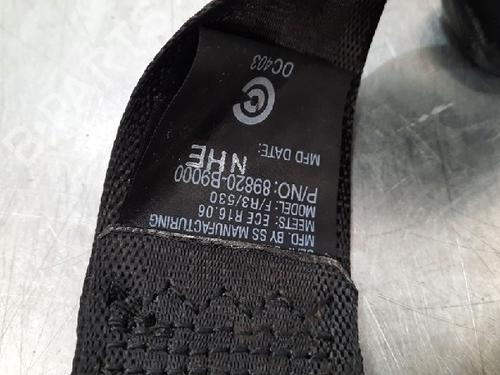 MFD. BY SS MANUFACTURING
MEETS: ECE R16.06
MODEL: F/R3/530
P/NO: 89820-B9000
NHE
MFD DATE:
OC403